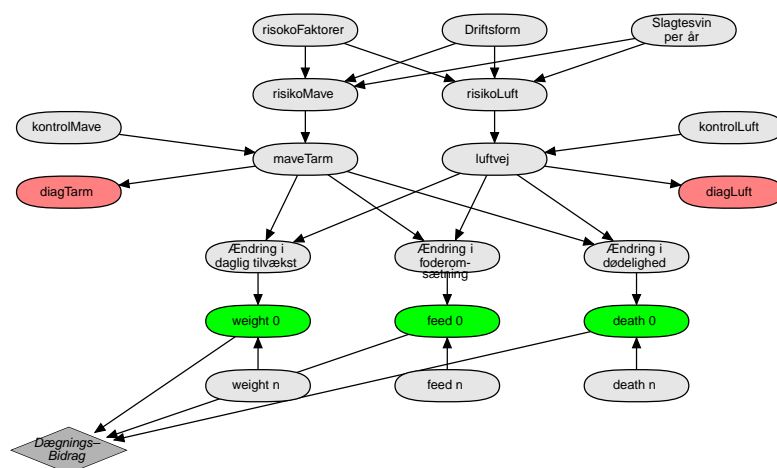 risokoFaktorer
Driftsform
Slagtesvin
per år
risikoMave
risikoLuft
kontrolMave
kontrolLuft
maveTarm
luftvej
diagTarm
diagLuft
Ændring i
daglig tilvækst
Ændring i
foderom-
sætning
Ændring i
dødelighed
weight 0
feed 0
death 0
weight n
feed n
death n
Dægnings–
Bidrag